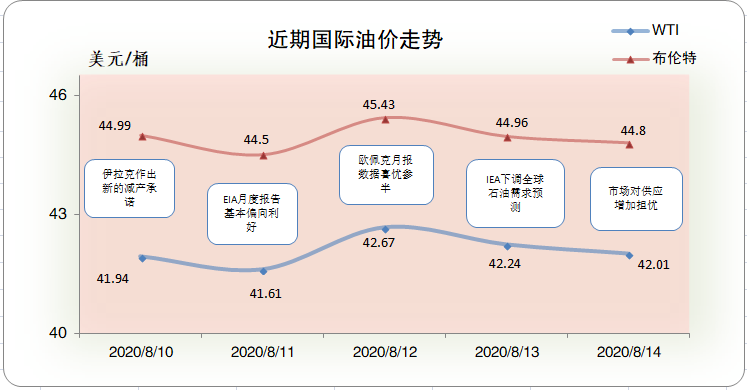 近期国际油价走势
WTI
布伦特
美元/桶
46
43
40
44.99
44.5
45.43
44.96
44.8
伊拉克作出
新的减产承
诺
EIA月度报告
基本偏向利
好
欧佩克月报
数据喜忧参
半
IEA下调全球
石油需求预
测
市场对供应
增加担忧
41.94
41.61
42.67
42.24
42.01
2020/8/10
2020/8/11
2020/8/12
2020/8/13
2020/8/14